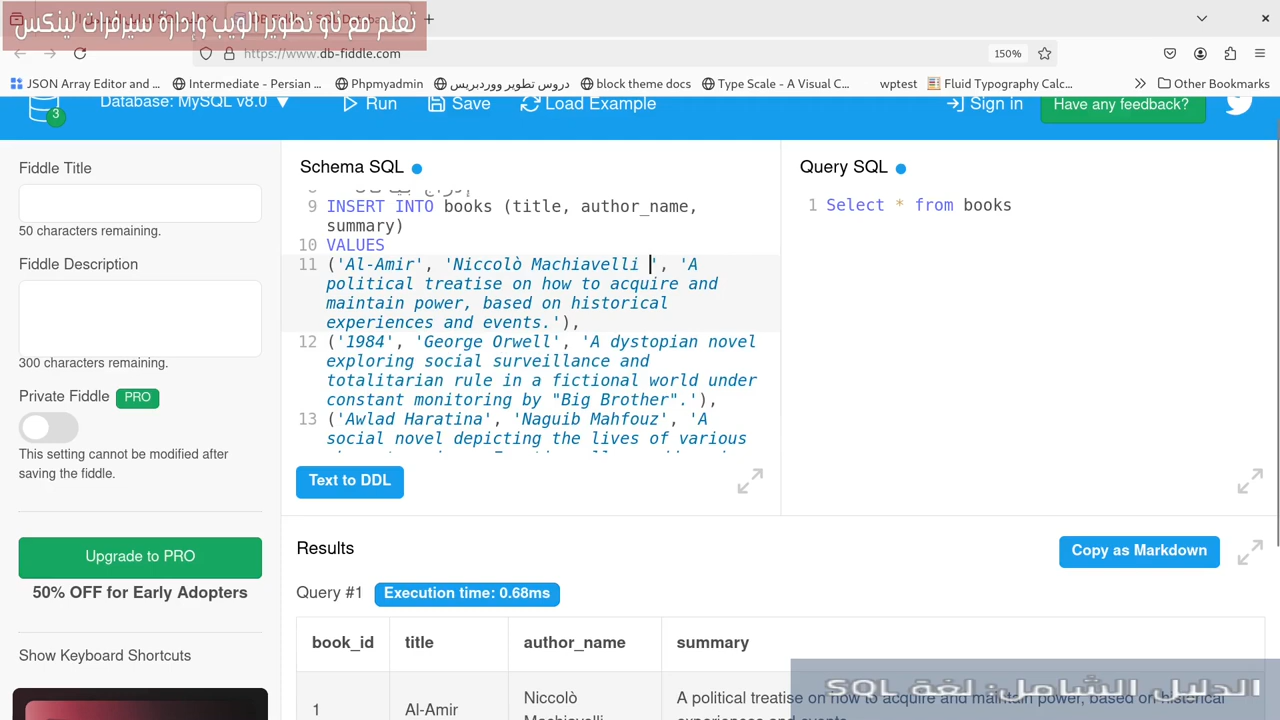 تعلم مع ناو تطوير الويب وإدارة سيرفرات لينكس
https://www.db-fiddle.com
150%
JSON Array Editor and ...
Intermediate - Persian ...
Phpmyadmin
دروس تطوير ووردبريس
block theme docs
Type Scale - A Visual C...
wptest
Fluid Typography Calc...
Other Bookmarks
3
Database: MySQL v8.0
Run
Save
Load Example
Sign in
Have any feedback?
Fiddle Title
50 characters remaining.
Fiddle Description
300 characters remaining.
Private Fiddle PRO
This setting cannot be modified after
saving the fiddle.
Upgrade to PRO
50% OFF for Early Adopters
Show Keyboard Shortcuts
Schema SQL
9 INSERT INTO books (title, author_name,
summary)
10 VALUES
11 ('Al-Amir', 'Niccolò Machiavelli ', 'A
political treatise on how to acquire and
maintain power, based on historical
experiences and events.'),
12 ('1984', 'George Orwell', 'A dystopian novel
exploring social surveillance and
totalitarian rule in a fictional world under
constant monitoring by "Big Brother".'),
13 ('Awlad Haratina', 'Naguib Mahfouz', 'A
social novel depicting the lives of various
Text to DDL
Query SQL
1 Select * from books
Results
Copy as Markdown
Query #1 Execution time: 0.68ms
book_id title author_name summary
1 Al-Amir Niccolò Machiavelli A political treatise on how to acquire and maintain power, based on historical
الدليل الشامل: لغة SQL